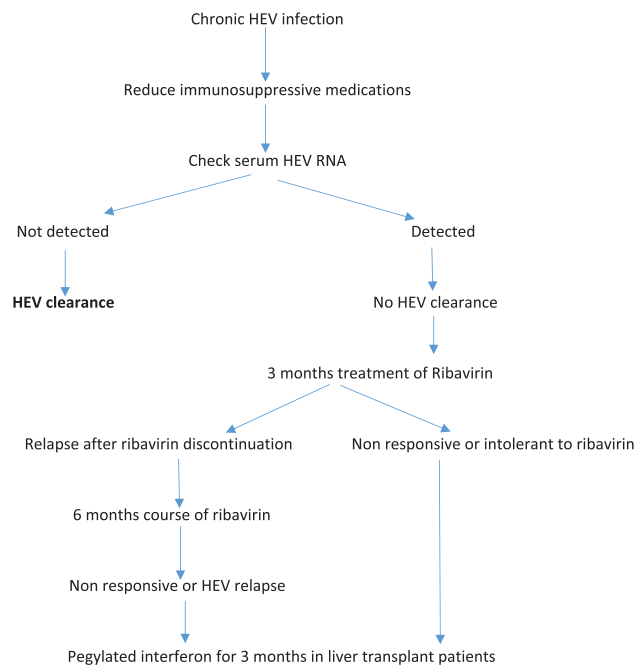 Chronic HEV infection
Reduce immunosuppressive medications
Check serum HEV RNA
Not detected
Detected
HEV clearance
No HEV clearance
3 months treatment of Ribavirin
Relapse after ribavirin discontinuation
Non responsive or intolerant to ribavirin
6 months course of ribavirin
Non responsive or HEV relapse
Pegylated interferon for 3 months in liver transplant patients